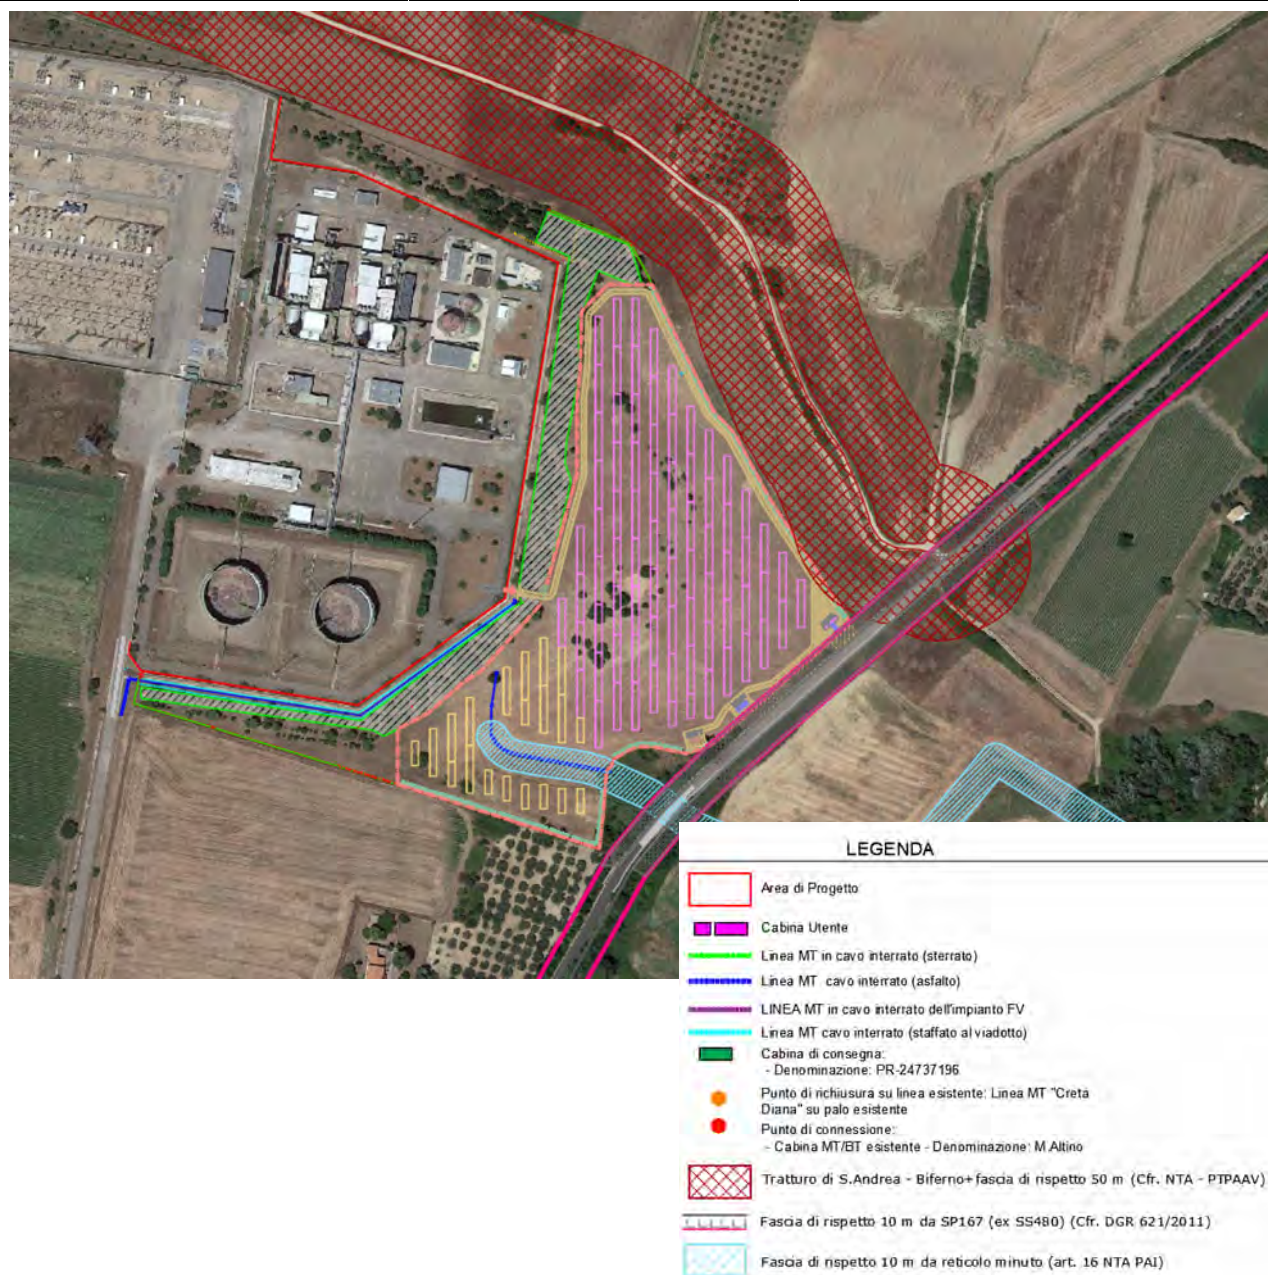 LEGENDA
Area di Progetto
Cabina Utente
Linea MT in cavo interrato (sterrato)
Linea MT cavo interrato (asfalto)
LINEA MT in cavo interrato dell'impianto FV
Linea MT cavo interrato (staffato al viadotto)
Cabina di consegna:
- Denominazione: PR-24737196
Punto di richiusura su linea esistente: Linea MT "Creta
Diana" su palo esistente
Punto di connessione:
- Cabina MT/BT esistente - Denominazione: M.Altino
Tratturo di S.Andrea - Biferno+fascia di rispetto 50 m (Cfr. NTA - PTPAAV)
Fascia di rispetto 10 m da SP167 (ex SS480) (Cfr. DGR 621/2011)
Fascia di rispetto 10 m da reticolo minuto (art. 16 NTA PAI)